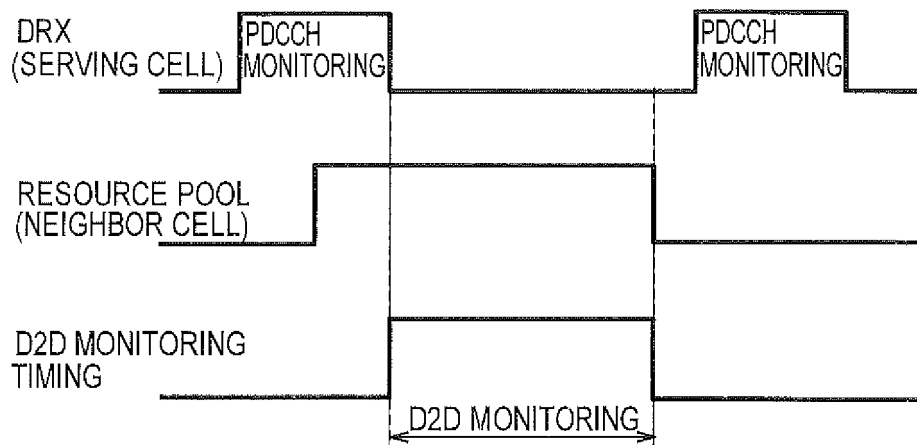 DRX
(SERVING CELL)
PDCCH
MONITORING
PDCCH
MONITORING
RESOURCE POOL
(NEIGHBOR CELL)
D2D MONITORING
TIMING
D2D MONITORING